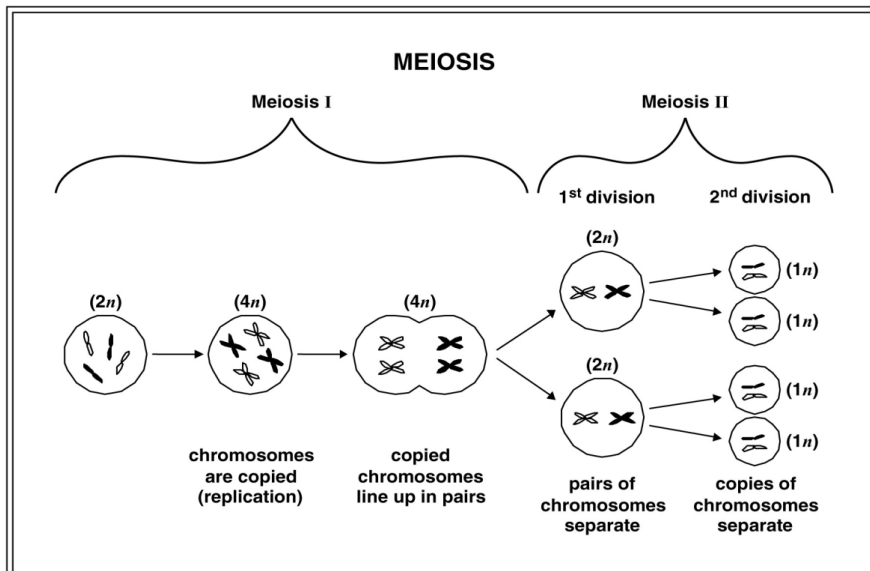 MEIOSIS
Meiosis I
Meiosis II
1st division
2nd division
(2n)
(4n)
(4n)
(2n)
(1n)
(1n)
(2n)
(1n)
(1n)
chromosomes
are copied
(replication)
copied
chromosomes
line up in pairs
pairs of
chromosomes
separate
copies of
chromosomes
separate